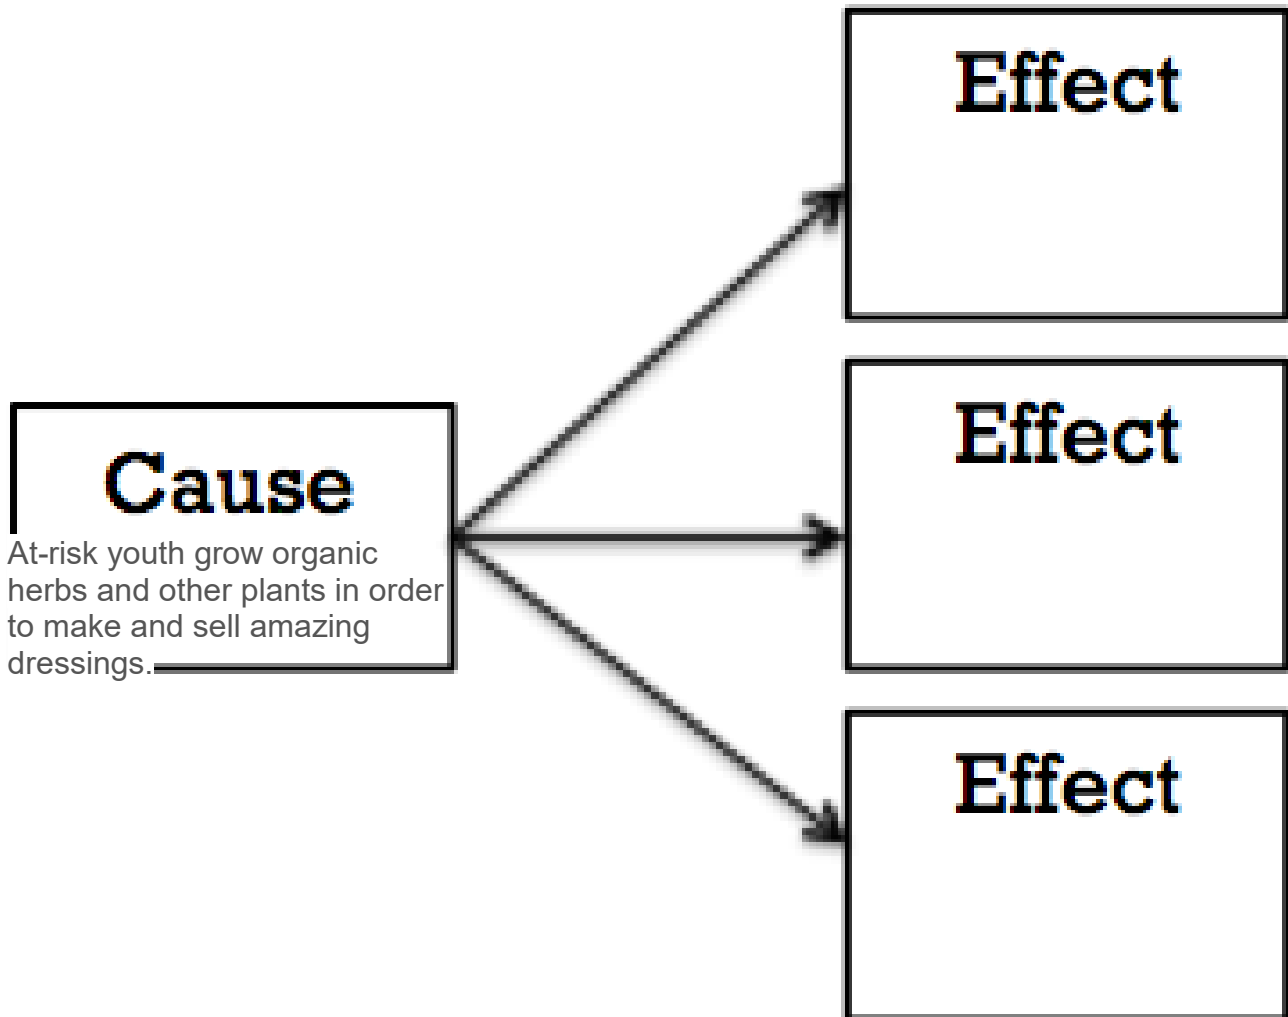 Effect
Effect
Cause
At-risk youth grow organic
herbs and other plants in order
to make and sell amazing
dressings.
Effect